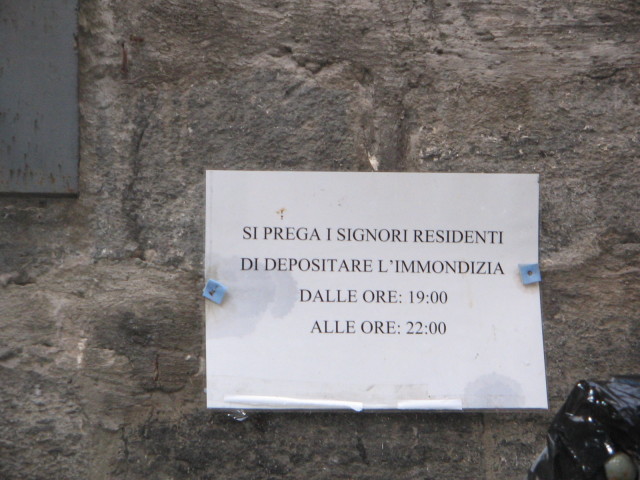 SI PREGA I SIGNORI RESIDENTI
DI DEPOSITARE L'IMMONDIZIA
DALLE ORE: 19:00
ALLE ORE: 22:00